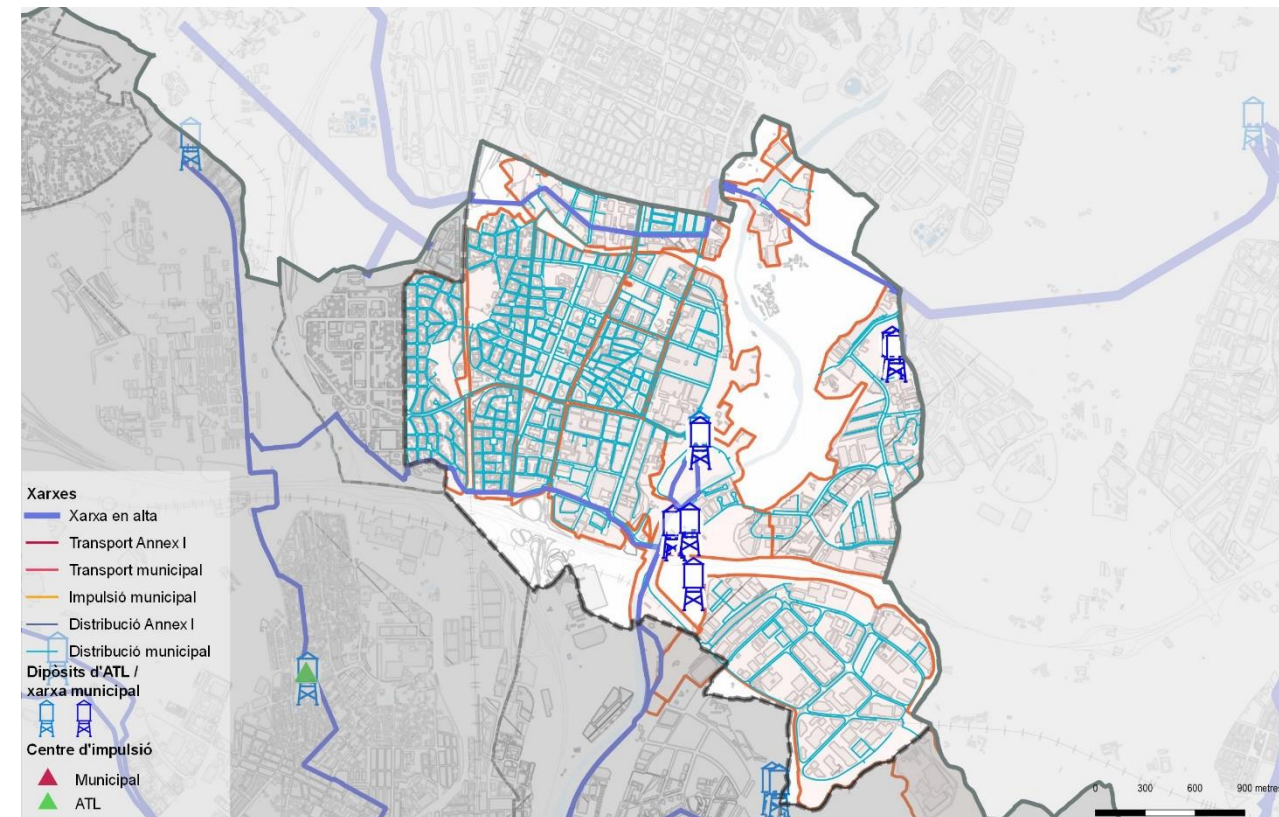 Xarxes
Xarxa en alta
Transport Annex I
Transport municipal
Impulsió municipal
Distribució Annex I
Distribució municipal
Dipòsits d'ATL /
xarxa municipal
Centre d'impulsió
Municipal
ATL
0 300 600 900 metres